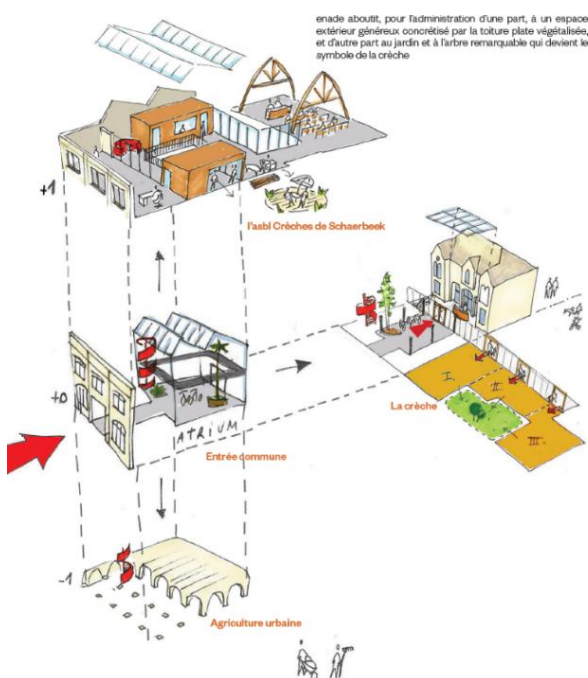 enade aboutit, pour l'administration d'une part, à un espace
extérieur généreux concrétisé par la toiture plate végétalisée,
et d'autre part au jardin et à l'arbre remarquable qui devient le
symbole de la crèche
+1
l'asbl Crèches de Schaerbeek
+0
ATRIUM
Entrée commune
La crèche
I
II
III
-1
Agriculture urbaine